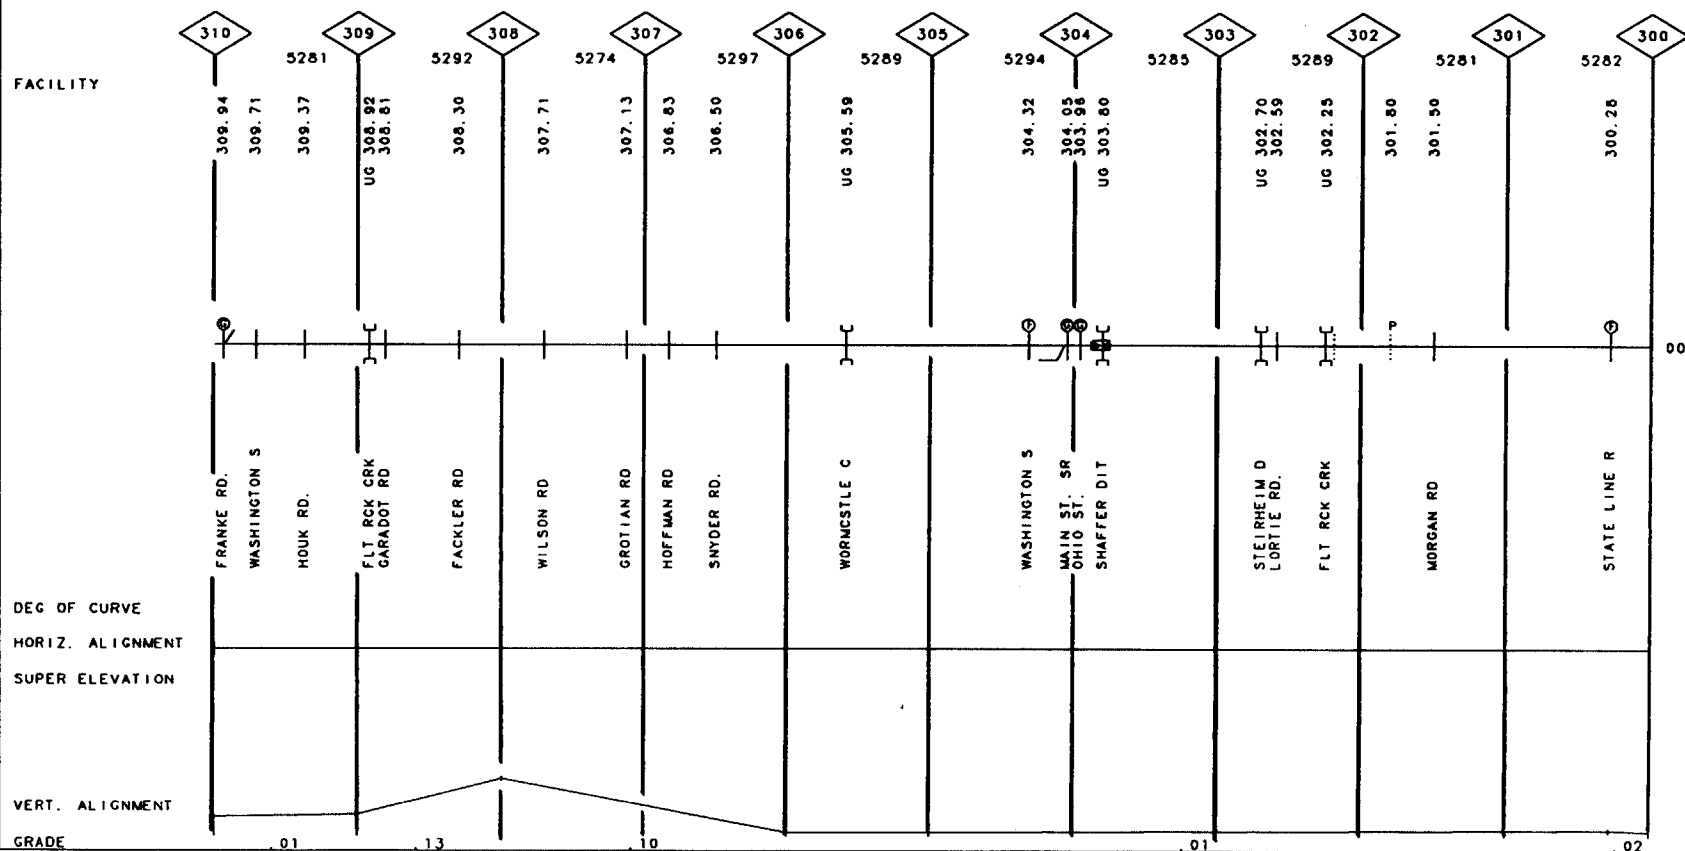 310 309 308 307 306 305 304 303 302 301 300
5281 5292 5274 5297 5289 5294 5285 5289 5281 5282
FACILITY
309.94
309.71
309.37
UG 308.92
308.81
308.30
307.71
307.13
306.83
306.50
UG 305.59
304.32
304.05
303.96
UG 303.80
UG 302.70
302.59
UG 302.25
301.80
301.50
300.28
G F G G P F
00
FRANKE RD.
WASHINGTON S
HOUK RD.
FLT RCK CRK
GARADOT RD
FACKLER RD
WILSON RD
GROTIAN RD
HOFFMAN RD
SNYDER RD.
WORMCSTLE C
WASHINGTON S
MAIN ST. SR
OHIO ST.
SHAFFER DIT
STEIRHEIM D
LORTIE RD.
FLT RCK CRK
MORGAN RD
STATE LINE R
DEG OF CURVE
HORIZ. ALIGNMENT
SUPER ELEVATION
VERT. ALIGNMENT
GRADE .01 .13 .10 .01 .02